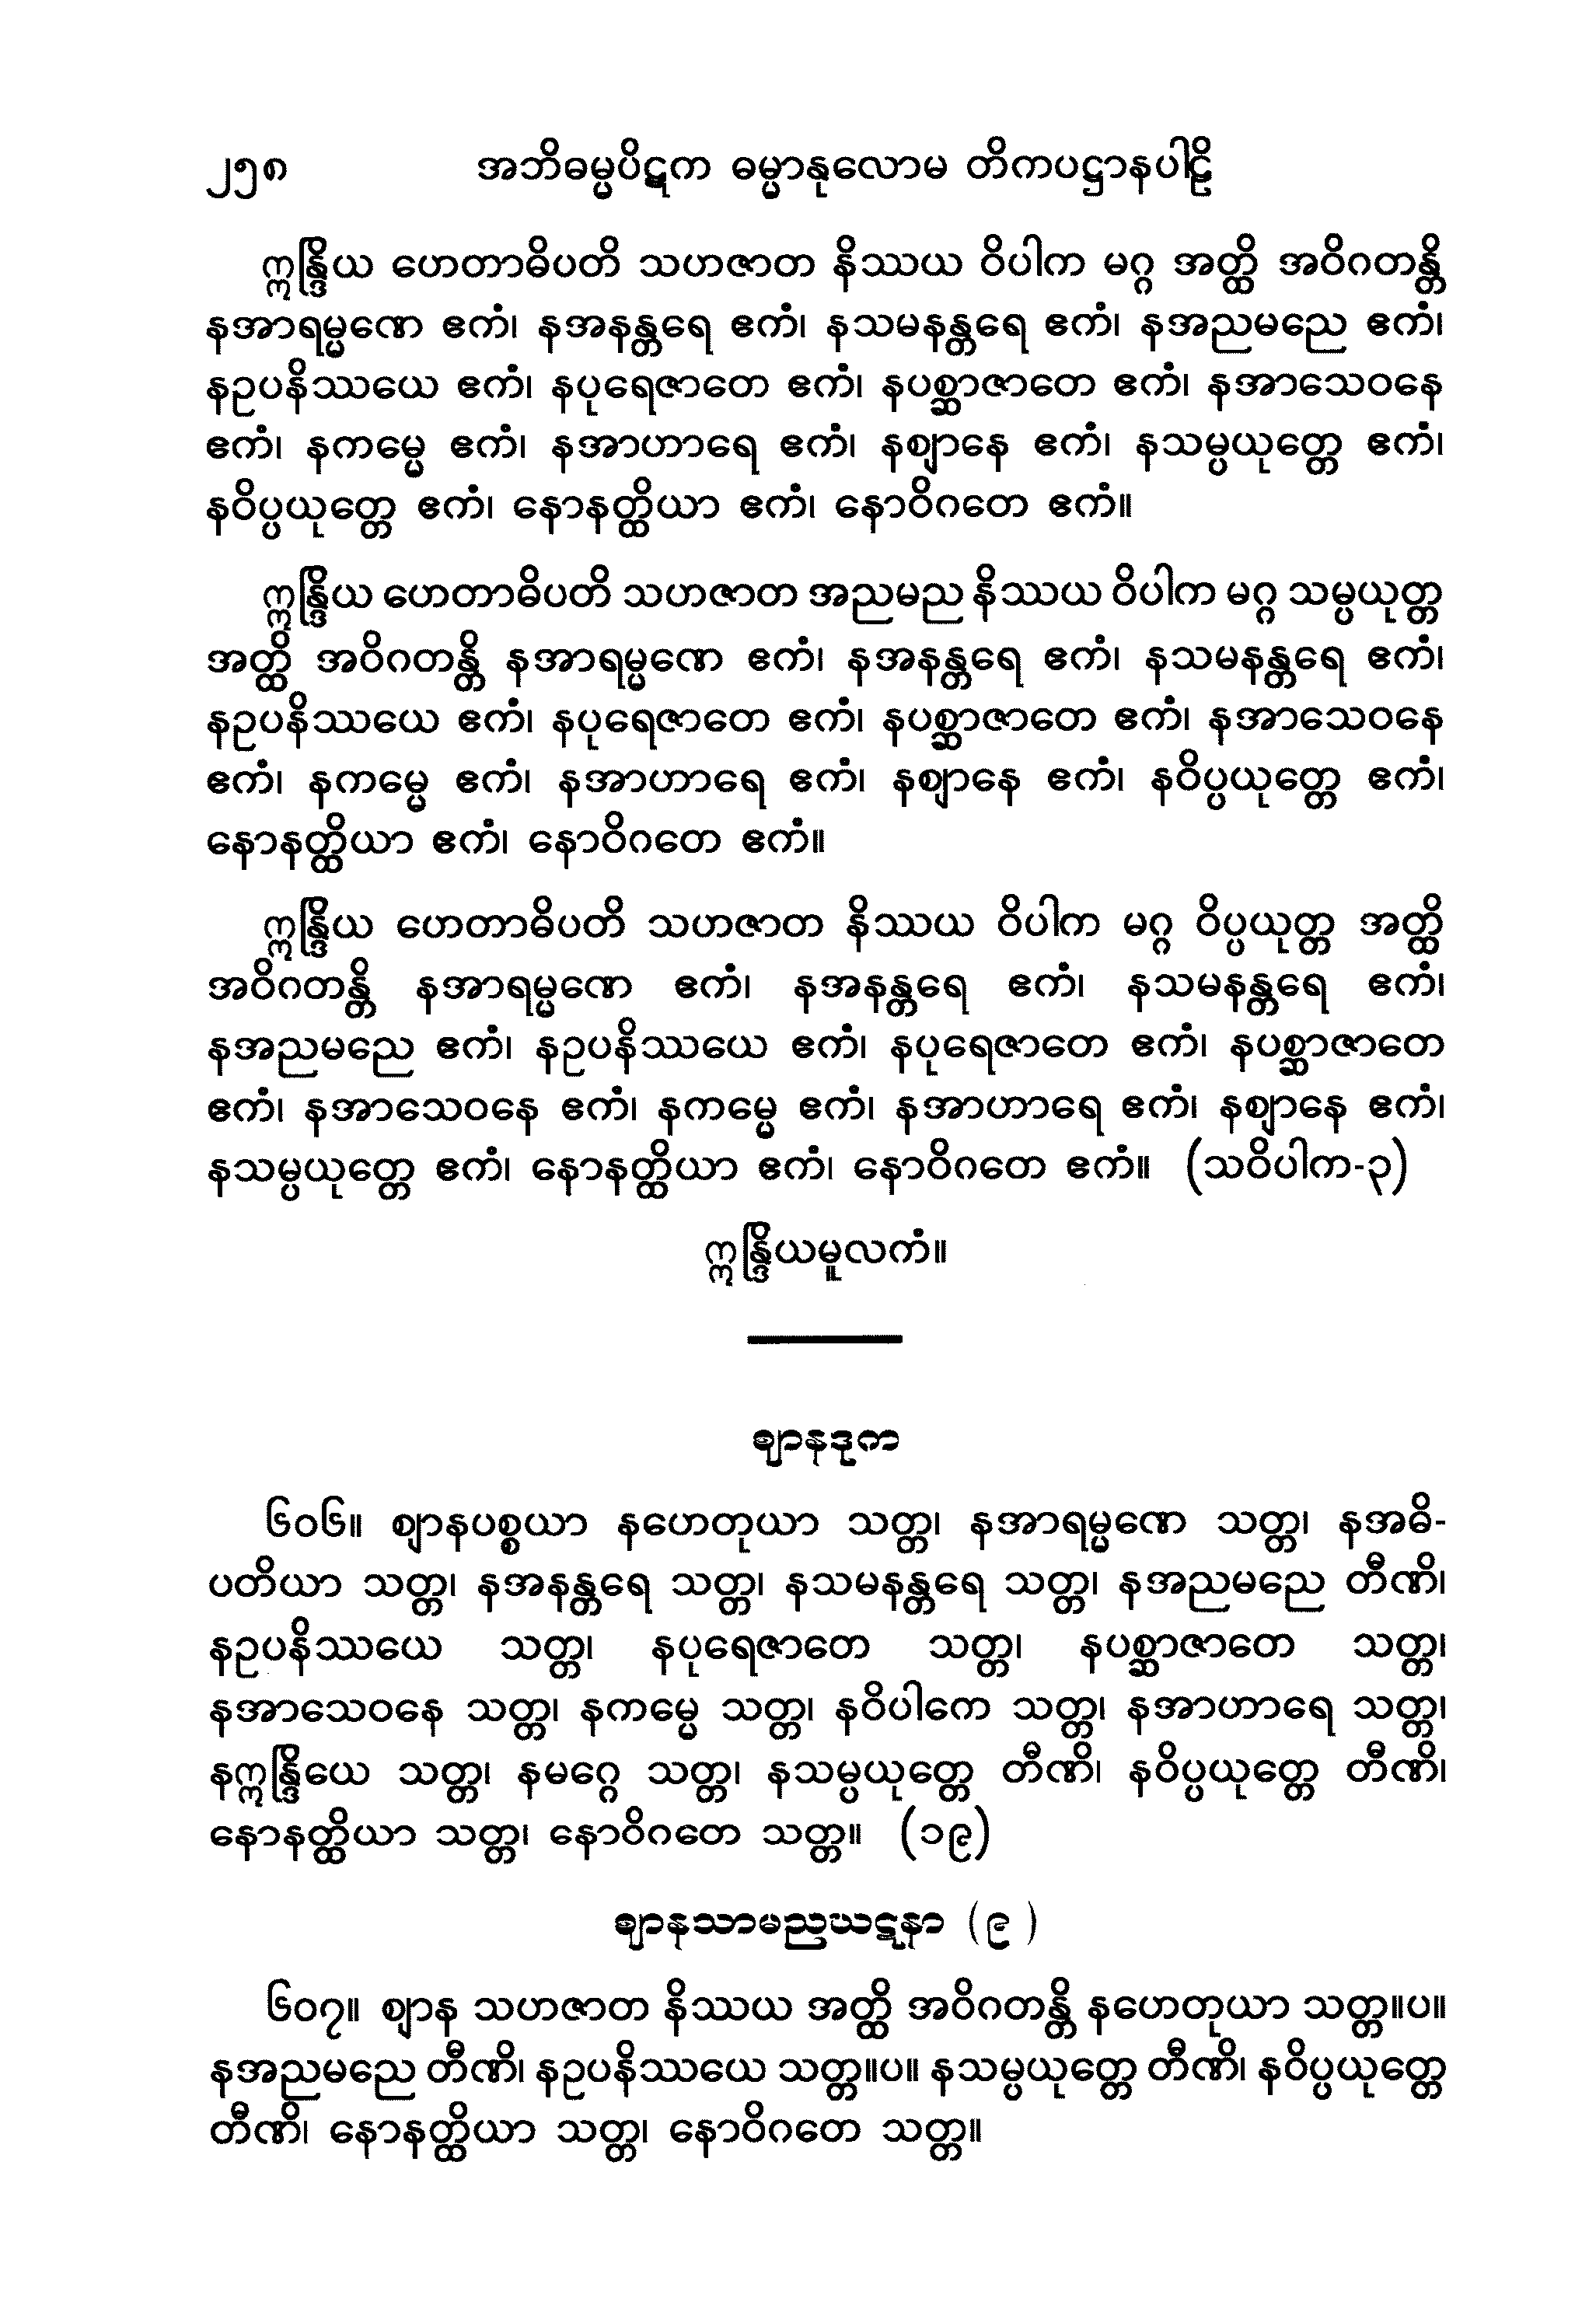 ၂၅၈ အဘိဓမ္မပိဋက ဓမ္မာနုလောမ တိကပဋ္ဌာနပါဠိ
ဣန္ဒြိယ ဟေတာဓိပတိ သဟဇာတ နိဿယ ဝိပါက မဂ္ဂ အတ္ထိ အဝိဂတန္တိ
နအာရမ္မဏေ ဧကံ၊ နအနန္တရေ ဧကံ၊ နသမနန္တရေ ဧကံ၊ နအညမညေ ဧကံ၊
နဥပနိဿယေ ဧကံ၊ နပုရေဇာတေ ဧကံ၊ နပစ္ဆာဇာတေ ဧကံ၊ နအာသေဝနေ
ဧကံ၊ နကမ္မေ ဧကံ၊ နအာဟာရေ ဧကံ၊ နဈာနေ ဧကံ၊ နသမ္ပယုတ္တေ ဧကံ၊
နဝိပ္ပယုတ္တေ ဧကံ၊ နောနတ္ထိယာ ဧကံ၊ နောဝိဂတေ ဧကံ။
ဣန္ဒြိယ ဟေတာဓိပတိ သဟဇာတ အညမည နိဿယ ဝိပါက မဂ္ဂ သမ္ပယုတ္တ
အတ္ထိ အဝိဂတန္တိ နအာရမ္မဏေ ဧကံ၊ နအနန္တရေ ဧကံ၊ နသမနန္တရေ ဧကံ၊
နဥပနိဿယေ ဧကံ၊ နပုရေဇာတေ ဧကံ၊ နပစ္ဆာဇာတေ ဧကံ၊ နအာသေဝနေ
ဧကံ၊ နကမ္မေ ဧကံ၊ နအာဟာရေ ဧကံ၊ နဈာနေ ဧကံ၊ နဝိပ္ပယုတ္တေ ဧကံ၊
နောနတ္ထိယာ ဧကံ၊ နောဝိဂတေ ဧကံ။
ဣန္ဒြိယ ဟေတာဓိပတိ သဟဇာတ နိဿယ ဝိပါက မဂ္ဂ ဝိပ္ပယုတ္တ အတ္ထိ
အဝိဂတန္တိ နအာရမ္မဏေ ဧကံ၊ နအနန္တရေ ဧကံ၊ နသမနန္တရေ ဧကံ၊
နအညမညေ ဧကံ၊ နဥပနိဿယေ ဧကံ၊ နပုရေဇာတေ ဧကံ၊ နပစ္ဆာဇာတေ
ဧကံ၊ နအာသေဝနေ ဧကံ၊ နကမ္မေ ဧကံ၊ နအာဟာရေ ဧကံ၊ နဈာနေ ဧကံ၊
နသမ္ပယုတ္တေ ဧကံ၊ နောနတ္ထိယာ ဧကံ၊ နောဝိဂတေ ဧကံ။ (သဝိပါက-၃)
ဣန္ဒြိယမူလကံ။
ဈာနဒုက
၆၀၆။ ဈာနပစ္စယာ နဟေတုယာ သတ္တ၊ နအာရမ္မဏေ သတ္တ၊ နအဓိ-
ပတိယာ သတ္တ၊ နအနန္တရေ သတ္တ၊ နသမနန္တရေ သတ္တ၊ နအညမညေ တီဏိ၊
နဥပနိဿယေ သတ္တ၊ နပုရေဇာတေ သတ္တ၊ နပစ္ဆာဇာတေ သတ္တ၊
နအာသေဝနေ သတ္တ၊ နကမ္မေ သတ္တ၊ နဝိပါကေ သတ္တ၊ နအာဟာရေ သတ္တ၊
နဣန္ဒြိယေ သတ္တ၊ နမဂ္ဂေ သတ္တ၊ နသမ္ပယုတ္တေ တီဏိ၊ နဝိပ္ပယုတ္တေ တီဏိ၊
နောနတ္ထိယာ သတ္တ၊ နောဝိဂတေ သတ္တ။ (၁၉)
ဈာနသာမညဃဋနာ (၉ )
၆၀၇။ ဈာန သဟဇာတ နိဿယ အတ္ထိ အဝိဂတန္တိ နဟေတုယာ သတ္တ။ပ။
နအညမညေ တီဏိ၊ နဥပနိဿယေ သတ္တ။ပ။ နသမ္ပယုတ္တေ တီဏိ၊ နဝိပ္ပယုတ္တေ
တီဏိ၊ နောနတ္ထိယာ သတ္တ၊ နောဝိဂတေ သတ္တ။